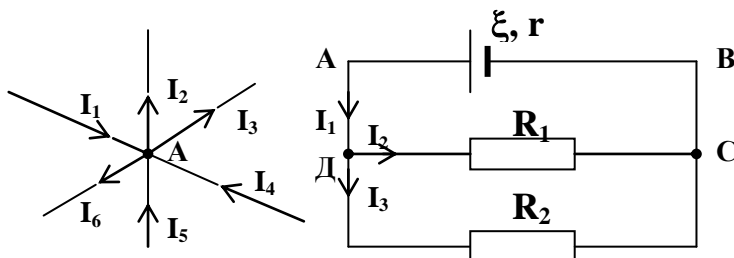 I₁ I₂ I₃
A
I₆ I₄
I₅
ξ, r
А В
I₁ I₂ R₁
Д С
I₃ R₂